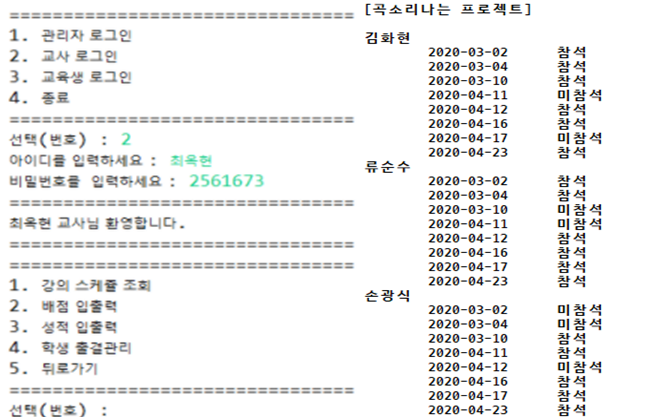 ==================================
1. 관리자 로그인
2. 교사 로그인
3. 교육생 로그인
4. 종료
==================================
선택(번호) : 2
아이디를 입력하세요 : 최옥현
비밀번호를 입력하세요 : 2561673
==================================
최옥현 교사님 환영합니다.
==================================
==================================
1. 강의 스케쥴 조회
2. 배점 입출력
3. 성적 입출력
4. 학생 출결관리
5. 뒤로가기
==================================
선택(번호) :
[곡소리나는 프로젝트]
김화현
2020-03-02 참석
2020-03-04 참석
2020-03-10 참석
2020-04-11 미참석
2020-04-12 참석
2020-04-16 참석
2020-04-17 미참석
2020-04-23 참석
류순수
2020-03-02 참석
2020-03-04 참석
2020-03-10 미참석
2020-04-11 미참석
2020-04-12 참석
2020-04-16 참석
2020-04-17 참석
2020-04-23 참석
손광식
2020-03-02 미참석
2020-03-04 미참석
2020-03-10 참석
2020-04-11 참석
2020-04-12 미참석
2020-04-16 참석
2020-04-17 참석
2020-04-23 참석